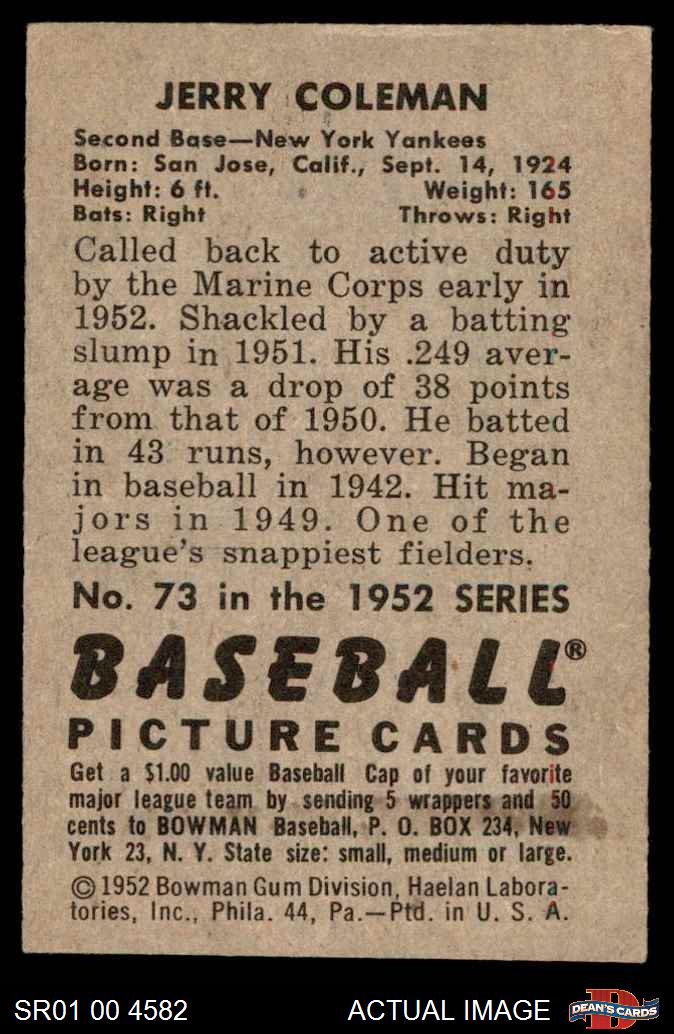 JERRY COLEMAN
Second Base—New York Yankees
Born: San Jose, Calif., Sept. 14, 1924
Height: 6 ft. Weight: 165
Bats: Right Throws: Right
Called back to active duty
by the Marine Corps early in
1952. Shackled by a batting
slump in 1951. His .249 aver-
age was a drop of 38 points
from that of 1950. He batted
in 43 runs, however. Began
in baseball in 1942. Hit ma-
jors in 1949. One of the
league's snappiest fielders.
No. 73 in the 1952 SERIES
BASEBALL®
PICTURE CARDS
Get a $1.00 value Baseball Cap of your favorite
major league team by sending 5 wrappers and 50
cents to BOWMAN Baseball, P. O. BOX 234, New
York 23, N. Y. State size: small, medium or large.
© 1952 Bowman Gum Division, Haelan Labora-
tories, Inc., Phila. 44, Pa.—Ptd. in U. S. A.
SR01 00 4582 ACTUAL IMAGE D DEAN'S CARDS